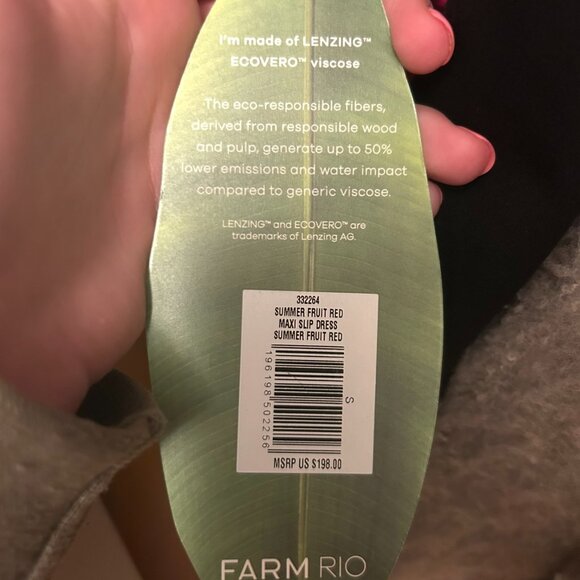 I'm made of LENZING™
ECOVERO™ viscose
The eco-responsible fibers,
derived from responsible wood
and pulp, generate up to 50%
lower emissions and water impact
compared to generic viscose.
LENZING™ and ECOVERO™ are
trademarks of Lenzing AG.
332264
SUMMER FRUIT RED
MAXI SLIP DRESS
SUMMER FRUIT RED
196198502256
S
MSRP US $198.00
FARM RIO